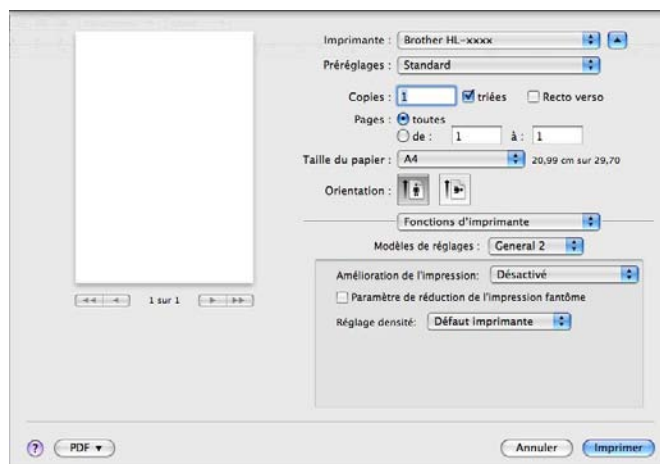 Imprimante : Brother HL-xxxx
Préréglages : Standard
Copies : 1 triées Recto verso
Pages : toutes
de : 1 à : 1
Taille du papier : A4 20,99 cm sur 29,70
Orientation :
Fonctions d'imprimante
Modèles de réglages : General 2
Amélioration de l'impression: Désactivé
Paramètre de réduction de l'impression fantôme
Réglage densité: Défaut imprimante
1 sur 1
? PDF Annuler Imprimer